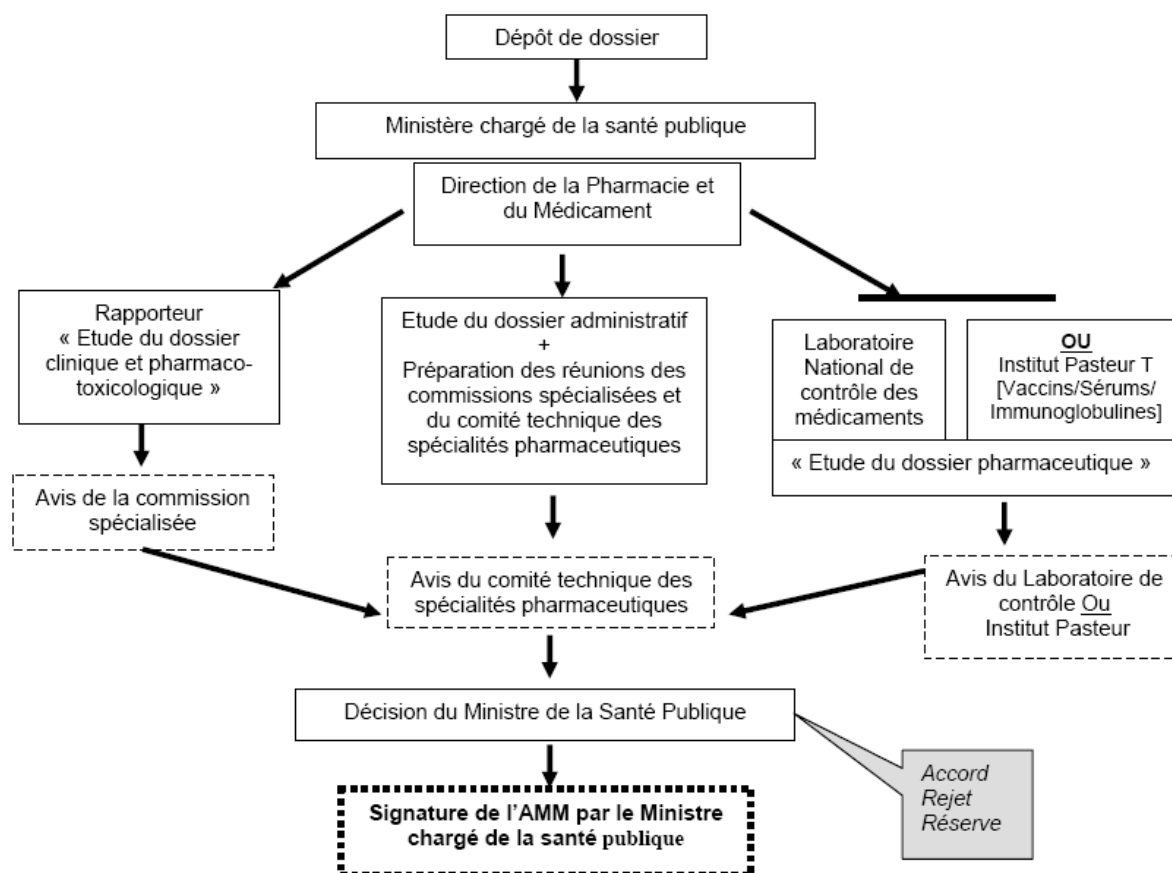 Dépôt de dossier
Ministère chargé de la santé publique
Direction de la Pharmacie et
du Médicament
Rapporteur
« Etude du dossier
clinique et pharmaco-
toxicologique »
Etude du dossier administratif
+
Préparation des réunions des
commissions spécialisées et
du comité technique des
spécialités pharmaceutiques
Laboratoire
National de
contrôle des
médicaments
OU
Institut Pasteur T
[Vaccins/Sérums/
Immunoglobulines]
« Etude du dossier pharmaceutique »
Avis de la commission
spécialisée
Avis du comité technique des
spécialités pharmaceutiques
Avis du Laboratoire de
contrôle Ou
Institut Pasteur
Décision du Ministre de la Santé Publique
Accord
Rejet
Réserve
Signature de l'AMM par le Ministre
chargé de la santé publique